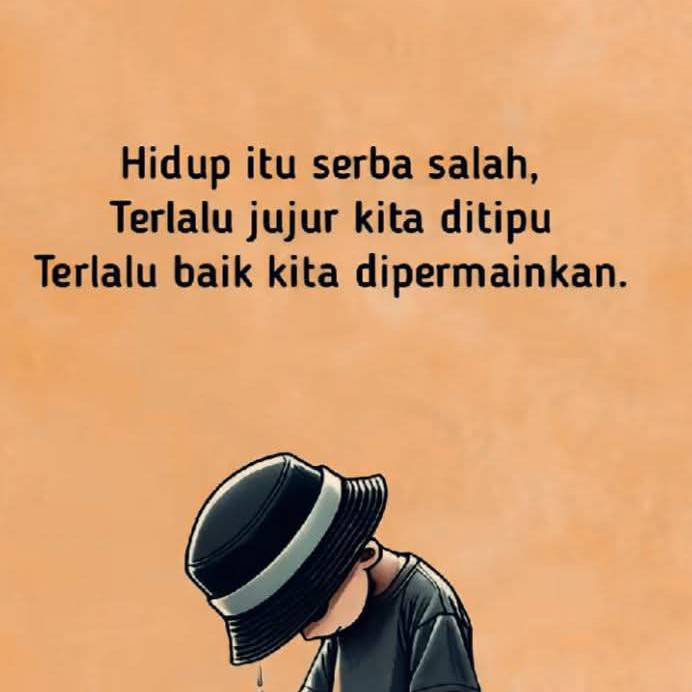 Hidup itu serba salah,
Terlalu jujur kita ditipu
Terlalu baik kita dipermainkan.